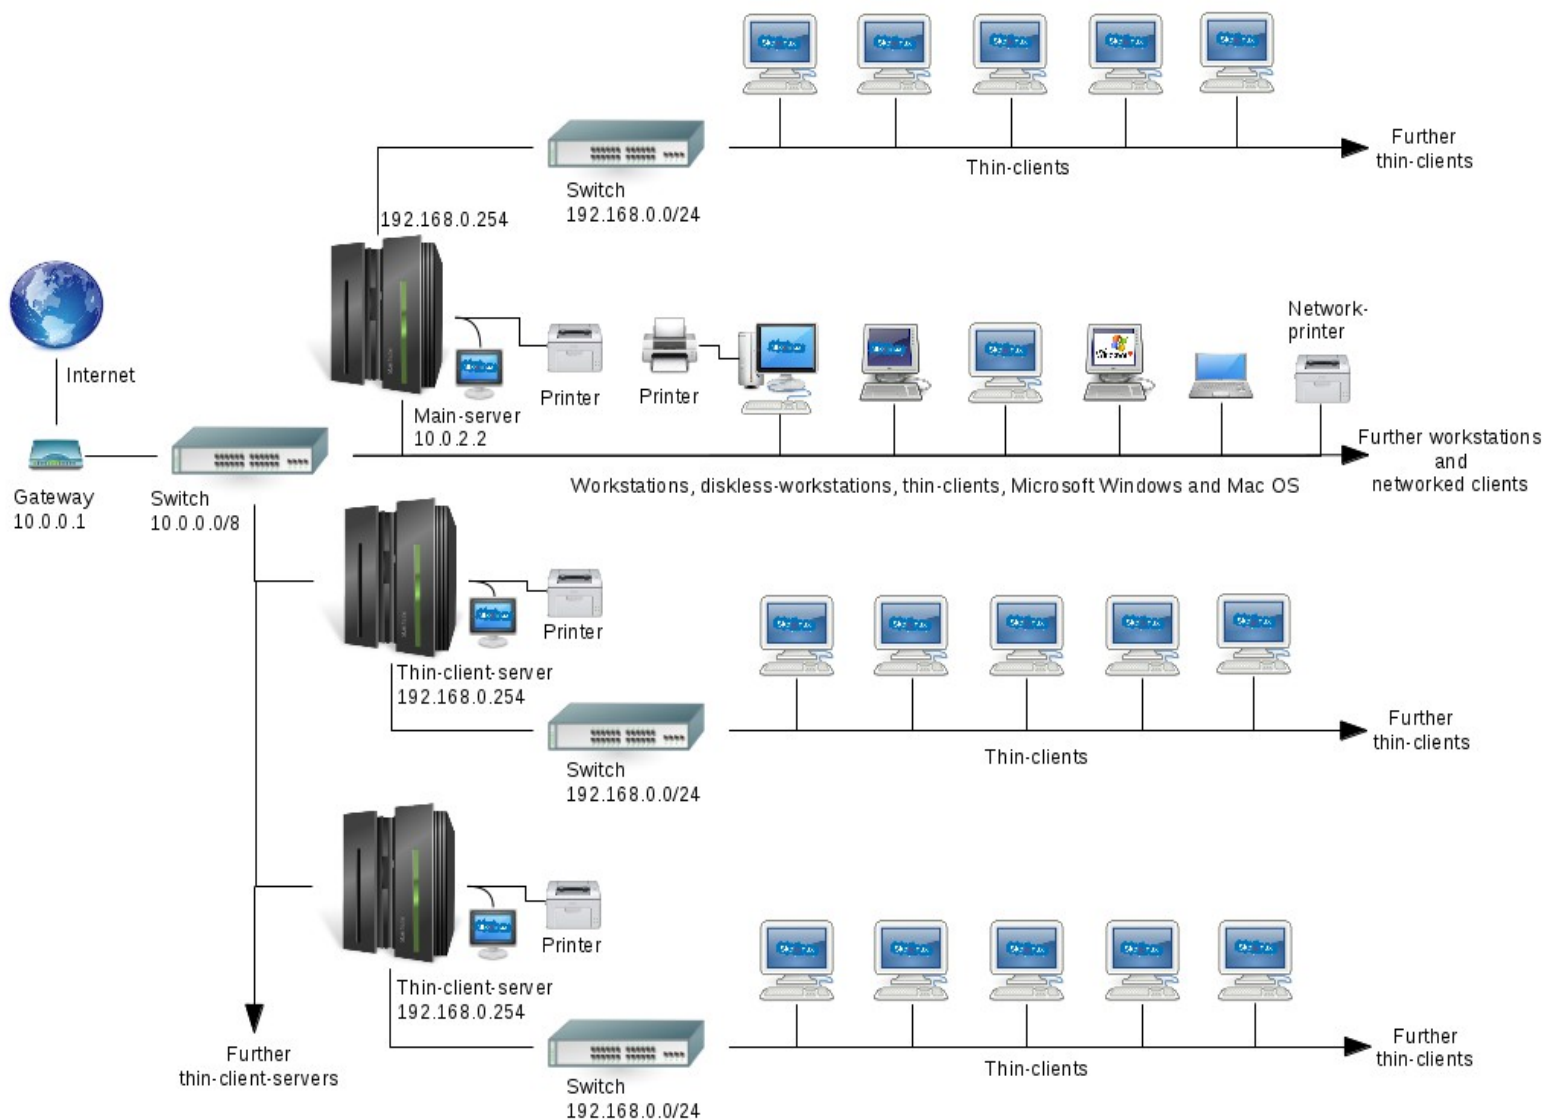 Further
thin-clients
Thin-clients
Switch
192.168.0.0/24
192.168.0.254
Internet
Network-
printer
Printer
Printer
Main-server
10.0.2.2
Gateway
10.0.0.1
Switch
10.0.0.0/8
Workstations, diskless-workstations, thin-clients, Microsoft Windows and Mac OS
Further workstations
and
networked clients
Printer
Thin-client-server
192.168.0.254
Switch
192.168.0.0/24
Thin-clients
Further
thin-clients
Printer
Thin-client-server
192.168.0.254
Switch
192.168.0.0/24
Thin-clients
Further
thin-clients
Further
thin-client-servers